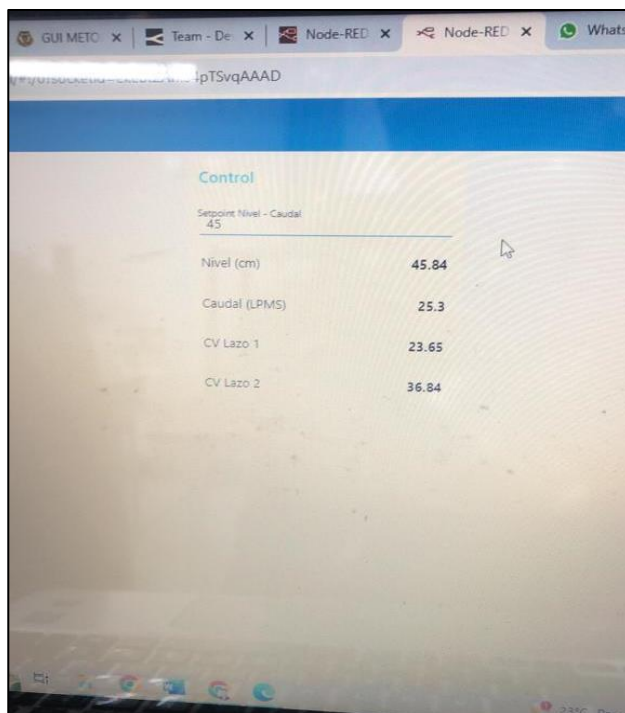 GUI METO
Team - De
Node-RED
Node-RED
Whats
pTSvqAAAD
Control
Setpoint Nivel - Caudal
45
Nivel (cm) 45.84
Caudal (LPMS) 25.3
CV Lazo 1 23.65
CV Lazo 2 36.84
23°C